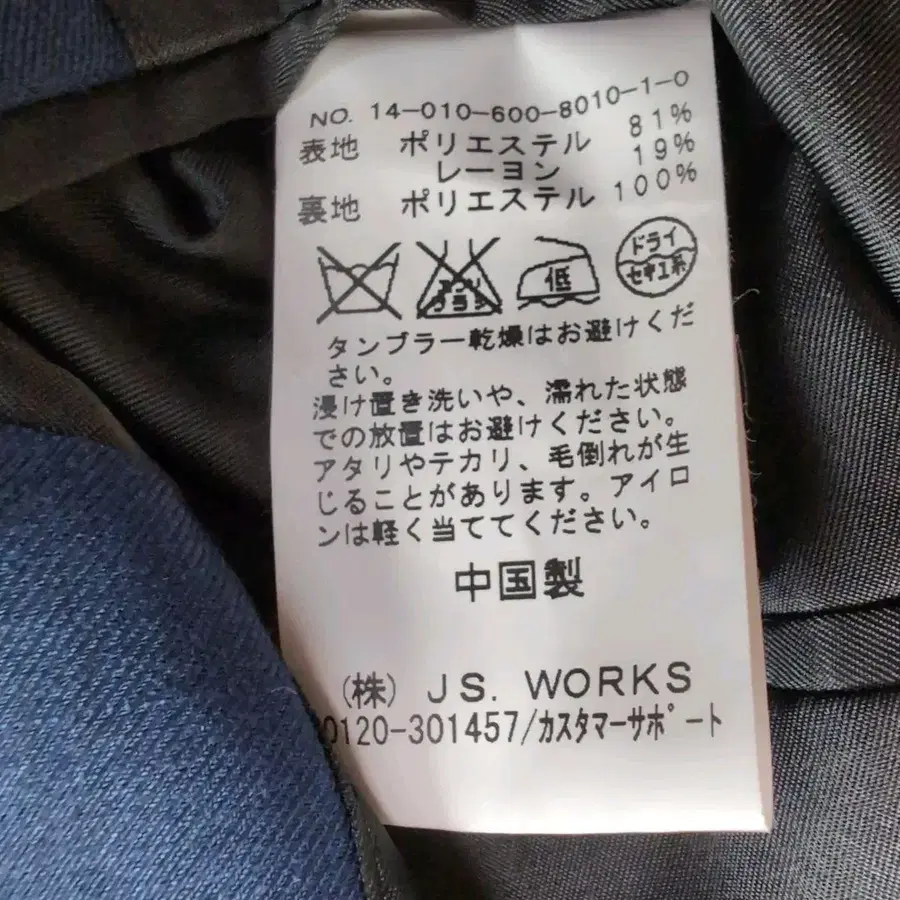 NO. 14-010-600-8010-1-0
表地 ポリエステル 81%
レーヨン 19%
裏地 ポリエステル 100%
エンソ サラシ 低 ドライ セキユ系
タンブラー乾燥はお避けくだ
さい。
浸け置き洗いや、濡れた状態
での放置はお避けください。
アタリやテカリ、毛倒れが生
じることがあります。アイロ
ンは軽く当ててください。
中国製
(株) JS. WORKS
0120-301457/カスタマーサポート